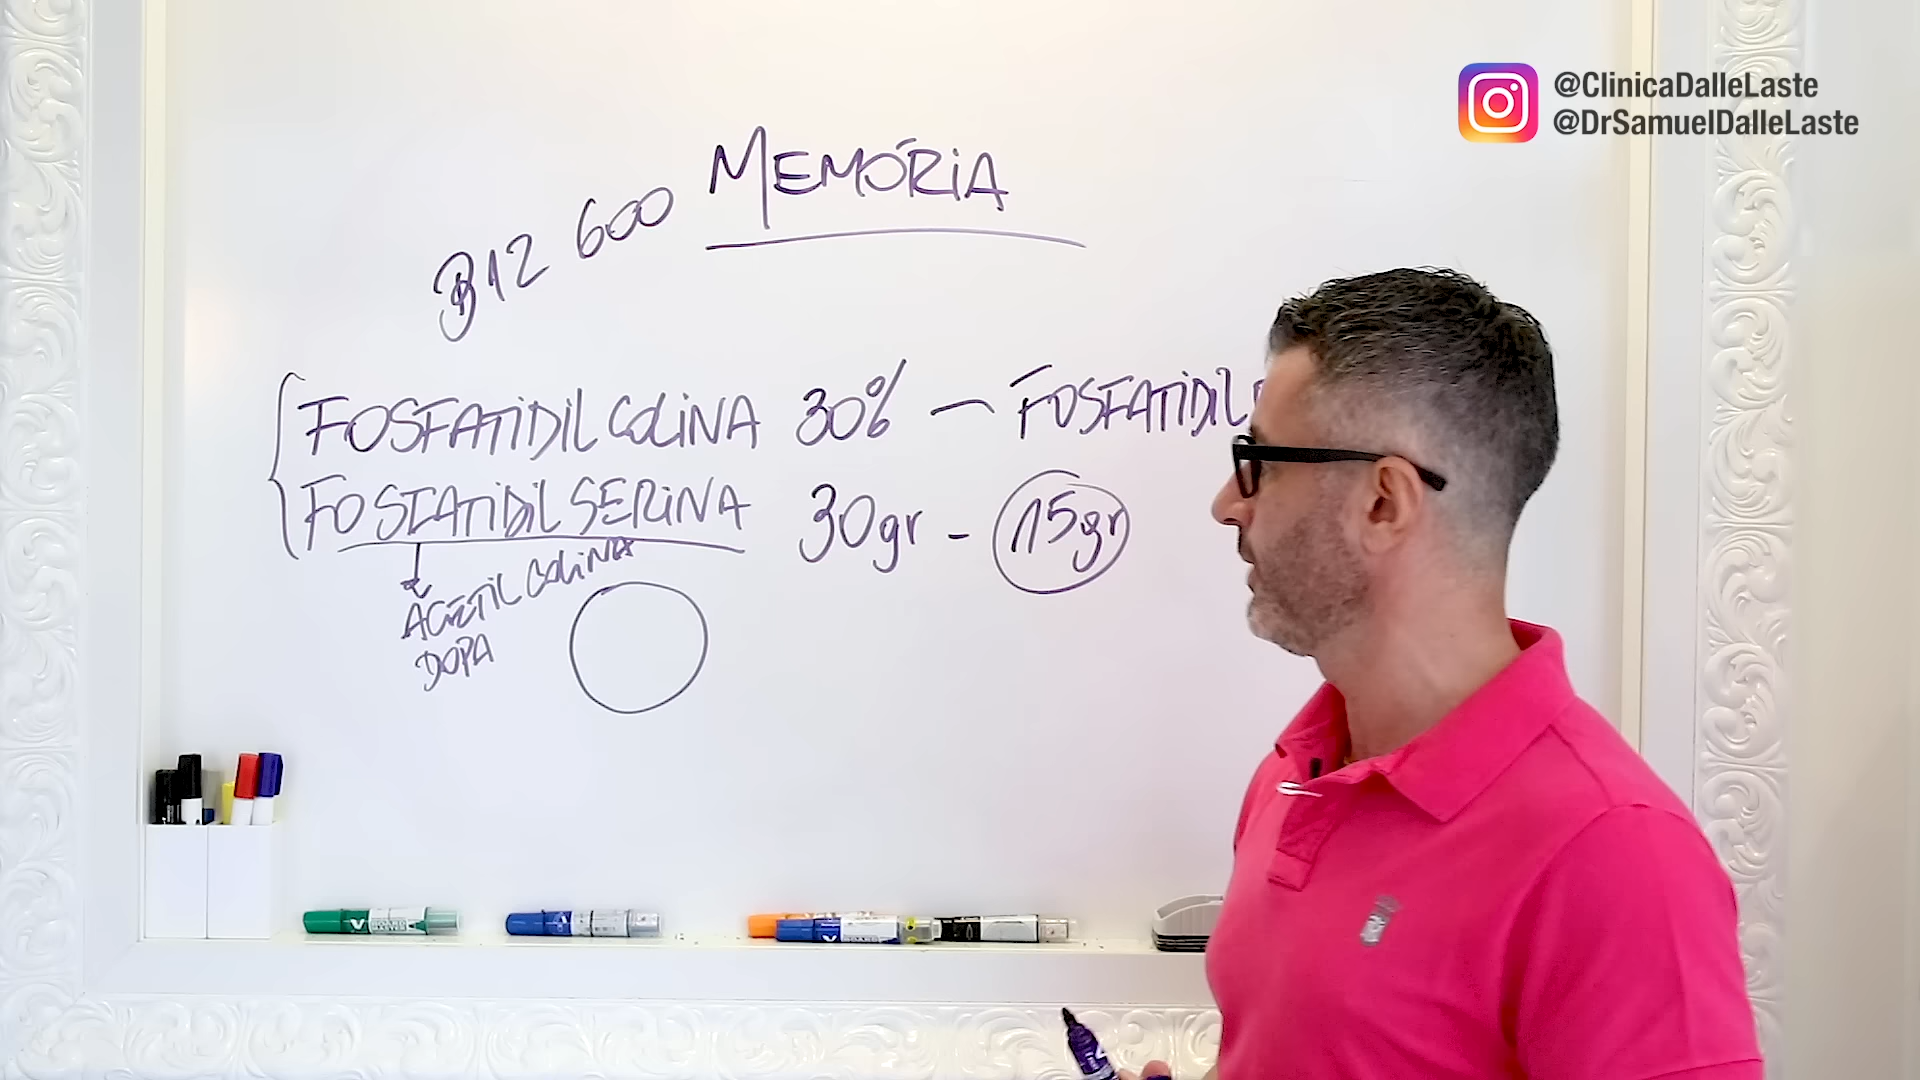 @ClinicaDalleLaste
@DrSamuelDalleLaste
MEMÓRIA
B12 600
FOSFATIDIL COLINA 30% — FOSFATIDIL
FOSFATIDIL SERINA 30gr - 15gr
ACETIL COLINA
DOPA